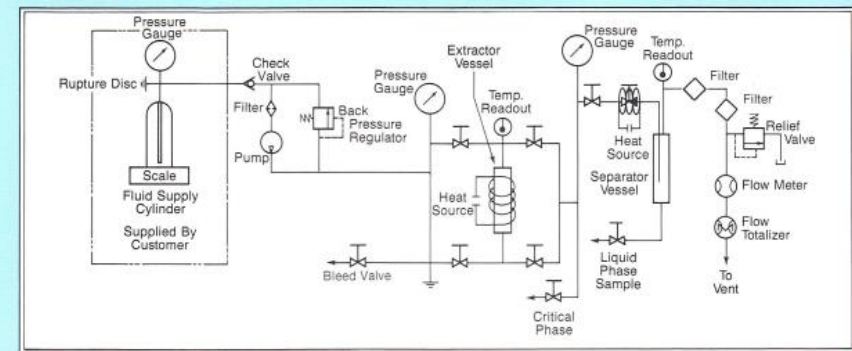 Pressure
Gauge
Rupture Disc
Scale
Fluid Supply
Cylinder
Supplied By
Customer
Check
Valve
Filter
Pump
Back
Pressure
Regulator
Pressure
Gauge
Bleed Valve
Extractor
Vessel
Temp.
Readout
Heat
Source
Critical
Phase
Pressure
Gauge
Heat
Source
Temp.
Readout
Separator
Vessel
Liquid
Phase
Sample
Filter
Filter
Relief
Valve
Flow Meter
Flow
Totalizer
To
Vent